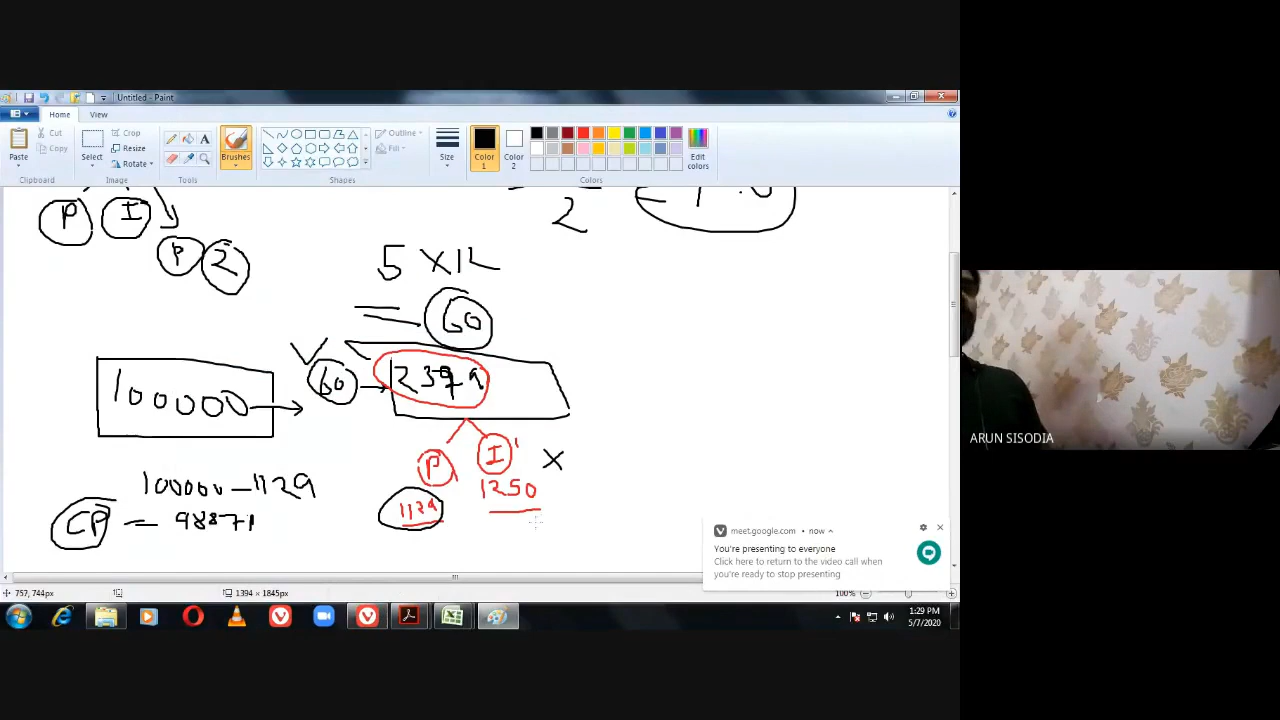 Untitled - Paint
Home
View
Paste
Cut
Copy
Clipboard
Select
Crop
Resize
Rotate
Image
A
Tools
Brushes
Outline
Fill
Shapes
Size
Color 1
Color 2
Edit colors
Colors
P I
P 2
2
5 X12
= 60
100000
60
2379
P I
X
1129 1250
100000-1129
CP = 98871
ARUN SISODIA
meet.google.com • now
You're presenting to everyone
Click here to return to the video call when
you're ready to stop presenting
757, 744px
1394 × 1845px
100%
1:29 PM
5/7/2020